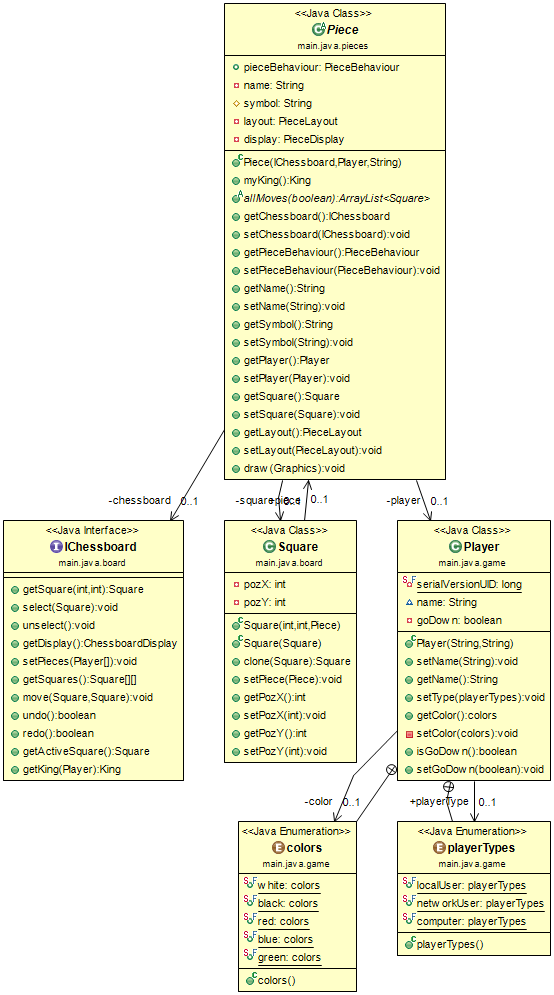 <<Java Class>>
Piece
main.java.pieces
pieceBehaviour: PieceBehaviour
name: String
symbol: String
layout: PieceLayout
display: PieceDisplay
Piece(IChessboard,Player,String)
myKing():King
allMoves(boolean):ArrayList<Square>
getChessboard():IChessboard
setChessboard(IChessboard):void
getPieceBehaviour():PieceBehaviour
setPieceBehaviour(PieceBehaviour):void
getName():String
setName(String):void
getSymbol():String
setSymbol(String):void
getPlayer():Player
setPlayer(Player):void
getSquare():Square
setSquare(Square):void
getLayout():PieceLayout
setLayout(PieceLayout):void
draw(Graphics):void
-chessboard 0..1
-square 0..1
-piece 0..1
-player 0..1
<<Java Interface>>
IChessboard
main.java.board
getSquare(int,int):Square
select(Square):void
unselect():void
getDisplay():ChessboardDisplay
setPieces(Player[]):void
getSquares():Square[][]
move(Square,Square):void
undo():boolean
redo():boolean
getActiveSquare():Square
getKing(Player):King
<<Java Class>>
Square
main.java.board
pozX: int
pozY: int
Square(int,int,Piece)
Square(Square)
clone(Square):Square
setPiece(Piece):void
getPozX():int
setPozX(int):void
getPozY():int
setPozY(int):void
<<Java Class>>
Player
main.java.game
serialVersionUID: long
name: String
goDown: boolean
Player(String,String)
setName(String):void
getName():String
setType(playerTypes):void
getColor():colors
setColor(colors):void
isGoDown():boolean
setGoDown(boolean):void
-color 0..1
+playerType 0..1
<<Java Enumeration>>
colors
main.java.game
white: colors
black: colors
red: colors
blue: colors
green: colors
colors()
<<Java Enumeration>>
playerTypes
main.java.game
localUser: playerTypes
networkUser: playerTypes
computer: playerTypes
playerTypes()